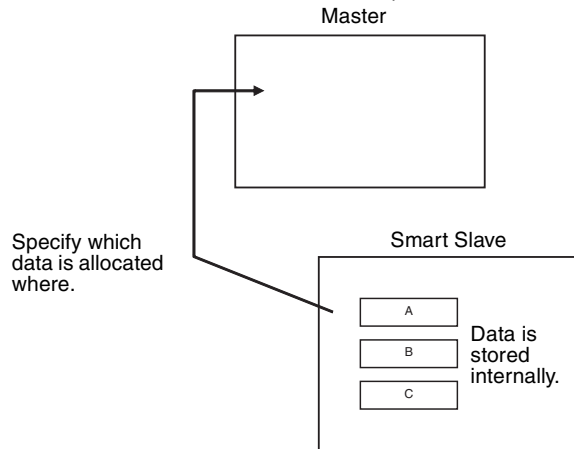 Master
Specify which
data is allocated
where.
Smart Slave
A
B
C
Data is
stored
internally.